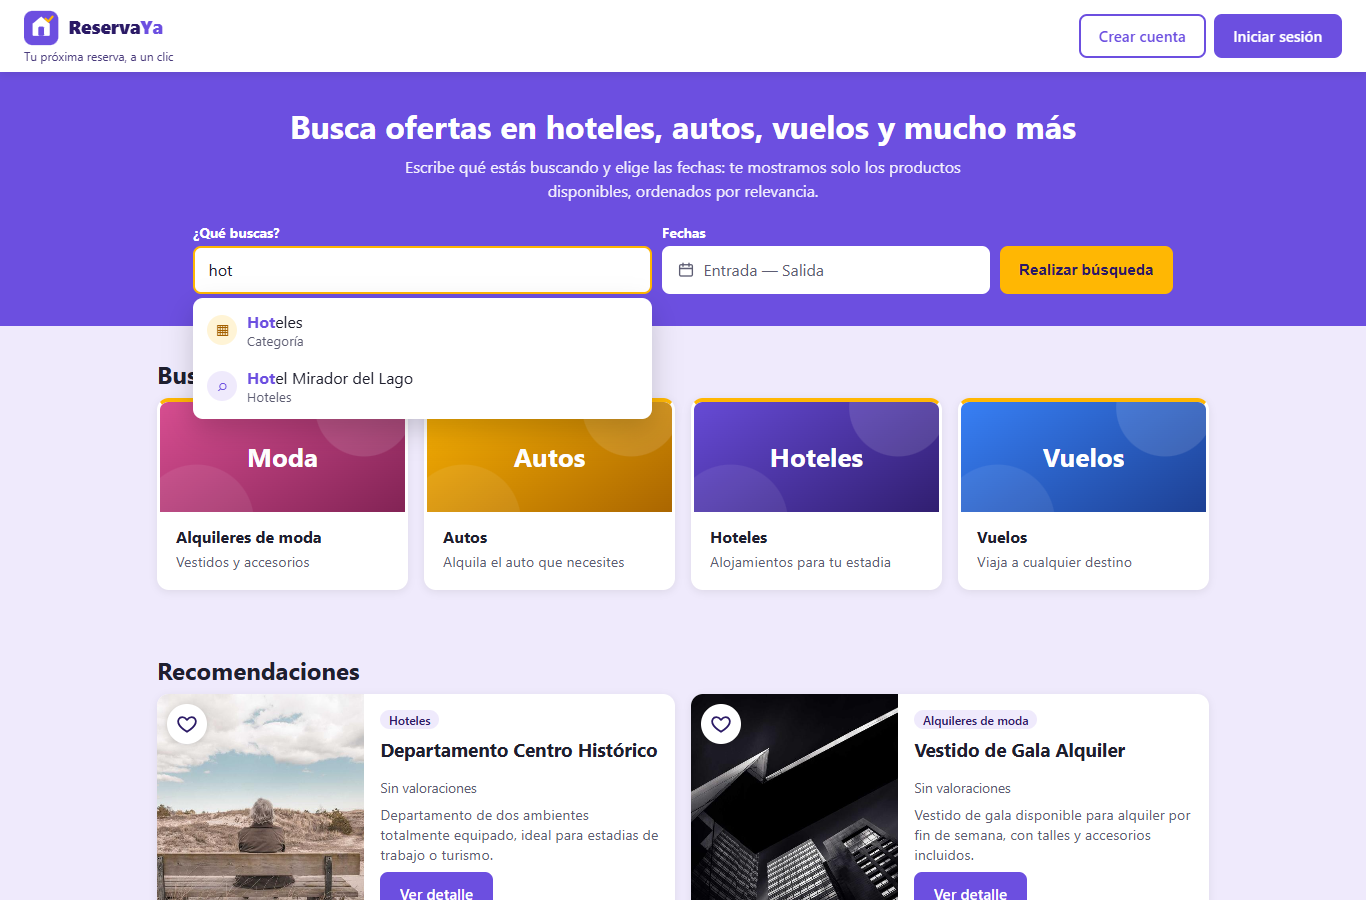 ReservaYa
Tu próxima reserva, a un clic
Crear cuenta
Iniciar sesión
Busca ofertas en hoteles, autos, vuelos y mucho más
Escribe qué estás buscando y elige las fechas: te mostramos solo los productos
disponibles, ordenados por relevancia.
¿Qué buscas?
Fechas
hot
Entrada — Salida
Realizar búsqueda
Hoteles
Categoría
Hotel Mirador del Lago
Hoteles
Bus
Moda
Autos
Hoteles
Vuelos
Alquileres de moda
Vestidos y accesorios
Autos
Alquila el auto que necesites
Hoteles
Alojamientos para tu estadia
Vuelos
Viaja a cualquier destino
Recomendaciones
Hoteles
Departamento Centro Histórico
Sin valoraciones
Departamento de dos ambientes
totalmente equipado, ideal para estadias de
trabajo o turismo.
Ver detalle
Alquileres de moda
Vestido de Gala Alquiler
Sin valoraciones
Vestido de gala disponible para alquiler por
fin de semana, con talles y accesorios
incluidos.
Ver detalle